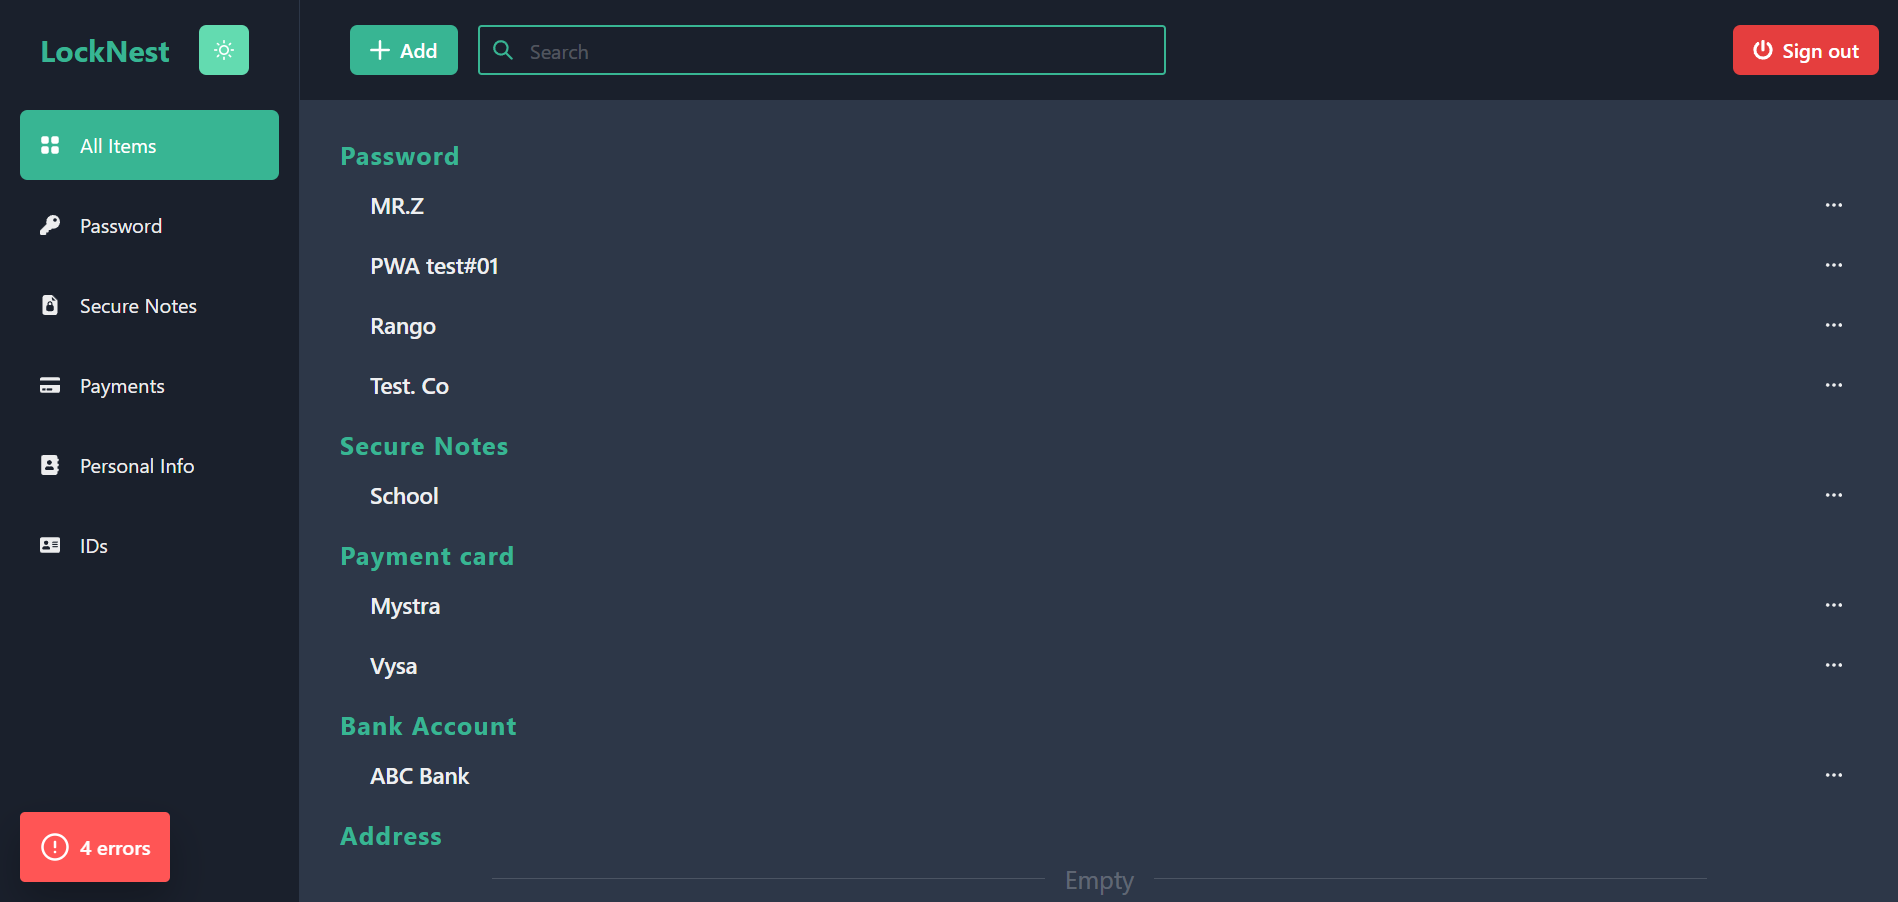 LockNest
Add
Search
Sign out
All Items
Password
Secure Notes
Payments
Personal Info
IDs
4 errors
Password
MR.Z
PWA test#01
Rango
Test. Co
Secure Notes
School
Payment card
Mystra
Vysa
Bank Account
ABC Bank
Address
Empty